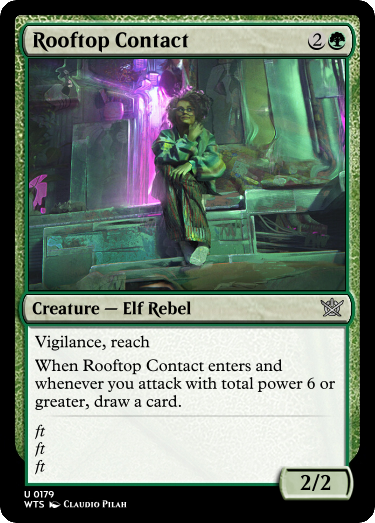 Rooftop Contact 2
Creature — Elf Rebel
Vigilance, reach
When Rooftop Contact enters and
whenever you attack with total power 6 or
greater, draw a card.
ft
ft
ft
2/2
U 0179
WTS Claudio Pilah